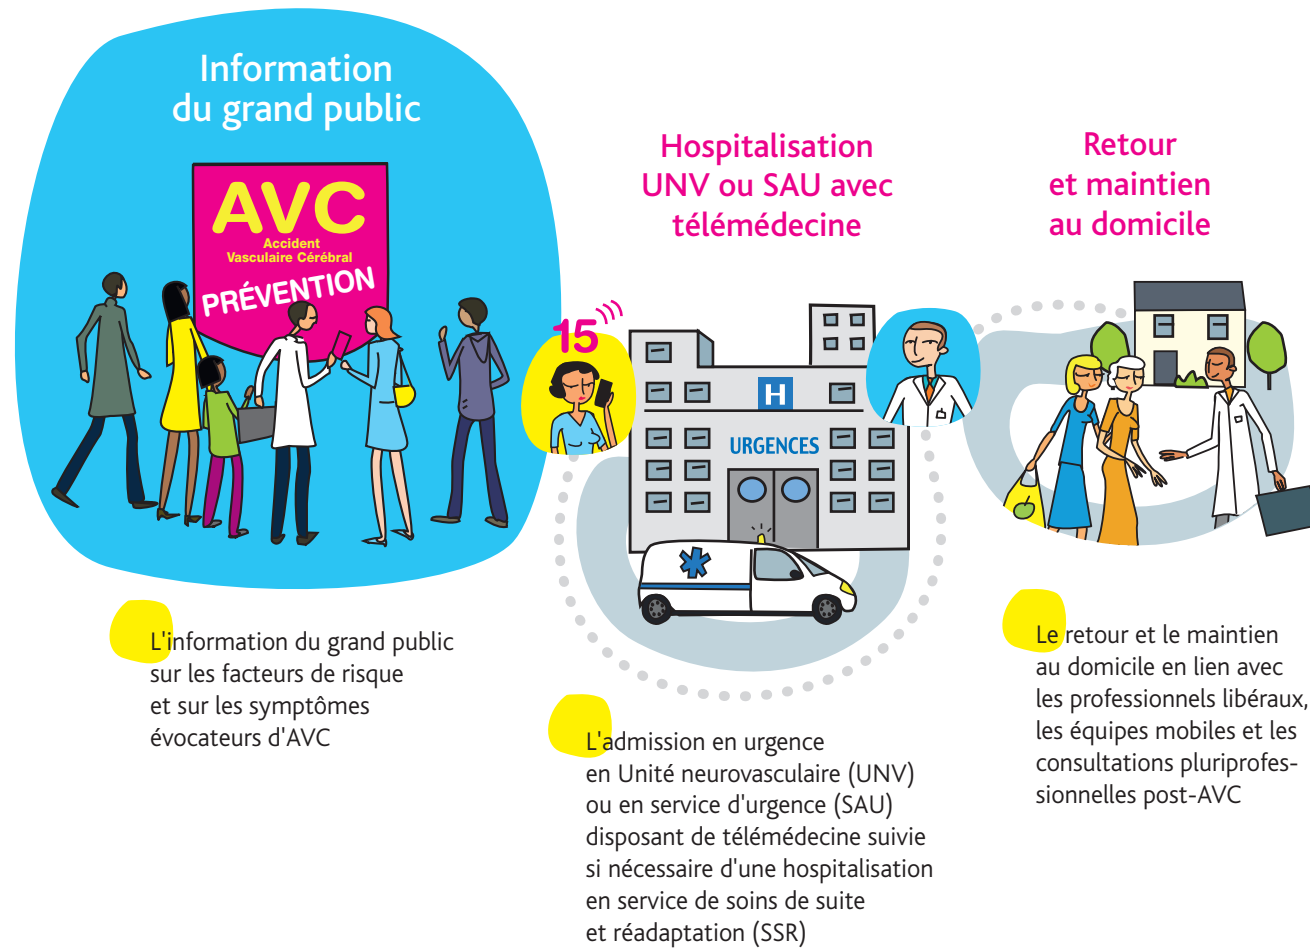 Information
du grand public
AVC
Accident
Vasculaire Cérébral
PRÉVENTION
L'information du grand public
sur les facteurs de risque
et sur les symptômes
évocateurs d'AVC
Hospitalisation
UNV ou SAU avec
télémédecine
15
H
URGENCES
L'admission en urgence
en Unité neurovasculaire (UNV)
ou en service d'urgence (SAU)
disposant de télémédecine suivie
si nécessaire d'une hospitalisation
en service de soins de suite
et réadaptation (SSR)
Retour
et maintien
au domicile
Le retour et le maintien
au domicile en lien avec
les professionnels libéraux,
les équipes mobiles et les
consultations pluriprofes-
sionnelles post-AVC